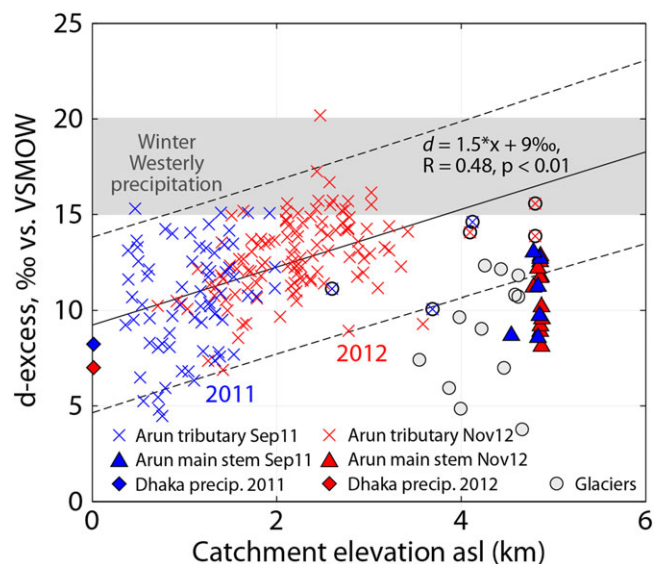 25
20
15
10
5
0
d-excess, ‰ vs. VSMOW
Winter
Westerly
precipitation
d = 1.5*x + 9‰,
R = 0.48, p < 0.01
2012
2011
Arun tributary Sep11
Arun tributary Nov12
Arun main stem Sep11
Arun main stem Nov12
Dhaka precip. 2011
Dhaka precip. 2012
Glaciers
0
2
4
6
Catchment elevation asl (km)